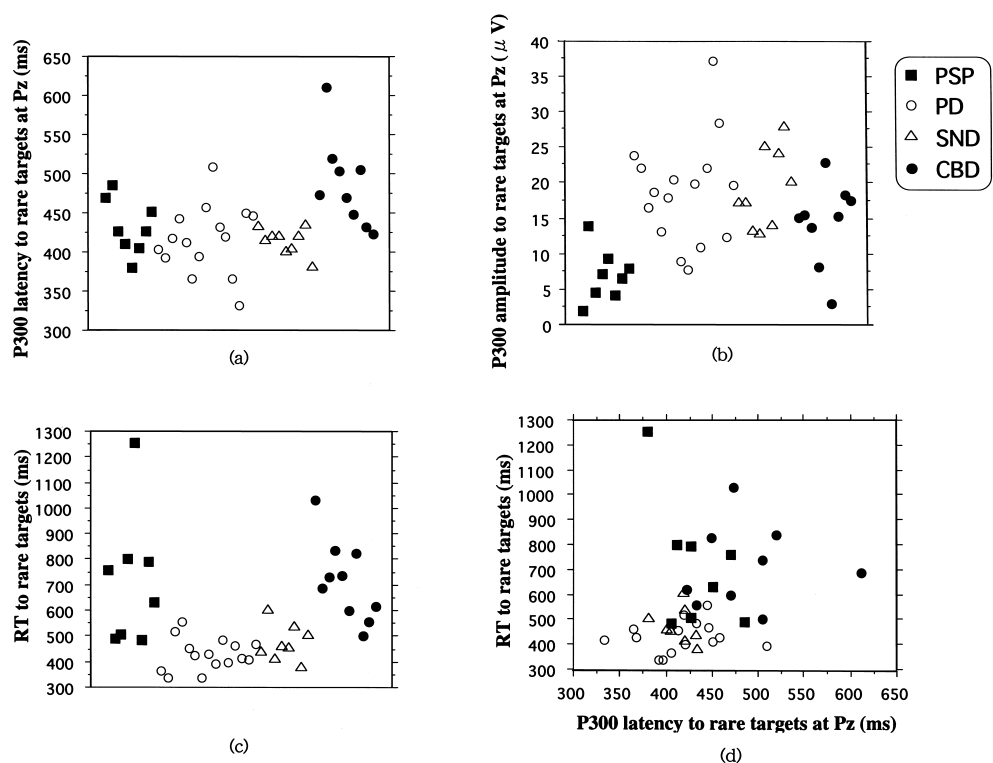 P300 latency to rare targets at Pz (ms)
650
600
550
500
450
400
350
300
(a)
P300 amplitude to rare targets at Pz ( μ V)
40
35
30
25
20
15
10
5
0
(b)
PSP
PD
SND
CBD
RT to rare targets (ms)
1300
1200
1100
1000
900
800
700
600
500
400
300
(c)
RT to rare targets (ms)
1300
1200
1100
1000
900
800
700
600
500
400
300
300 350 400 450 500 550 600 650
P300 latency to rare targets at Pz (ms)
(d)